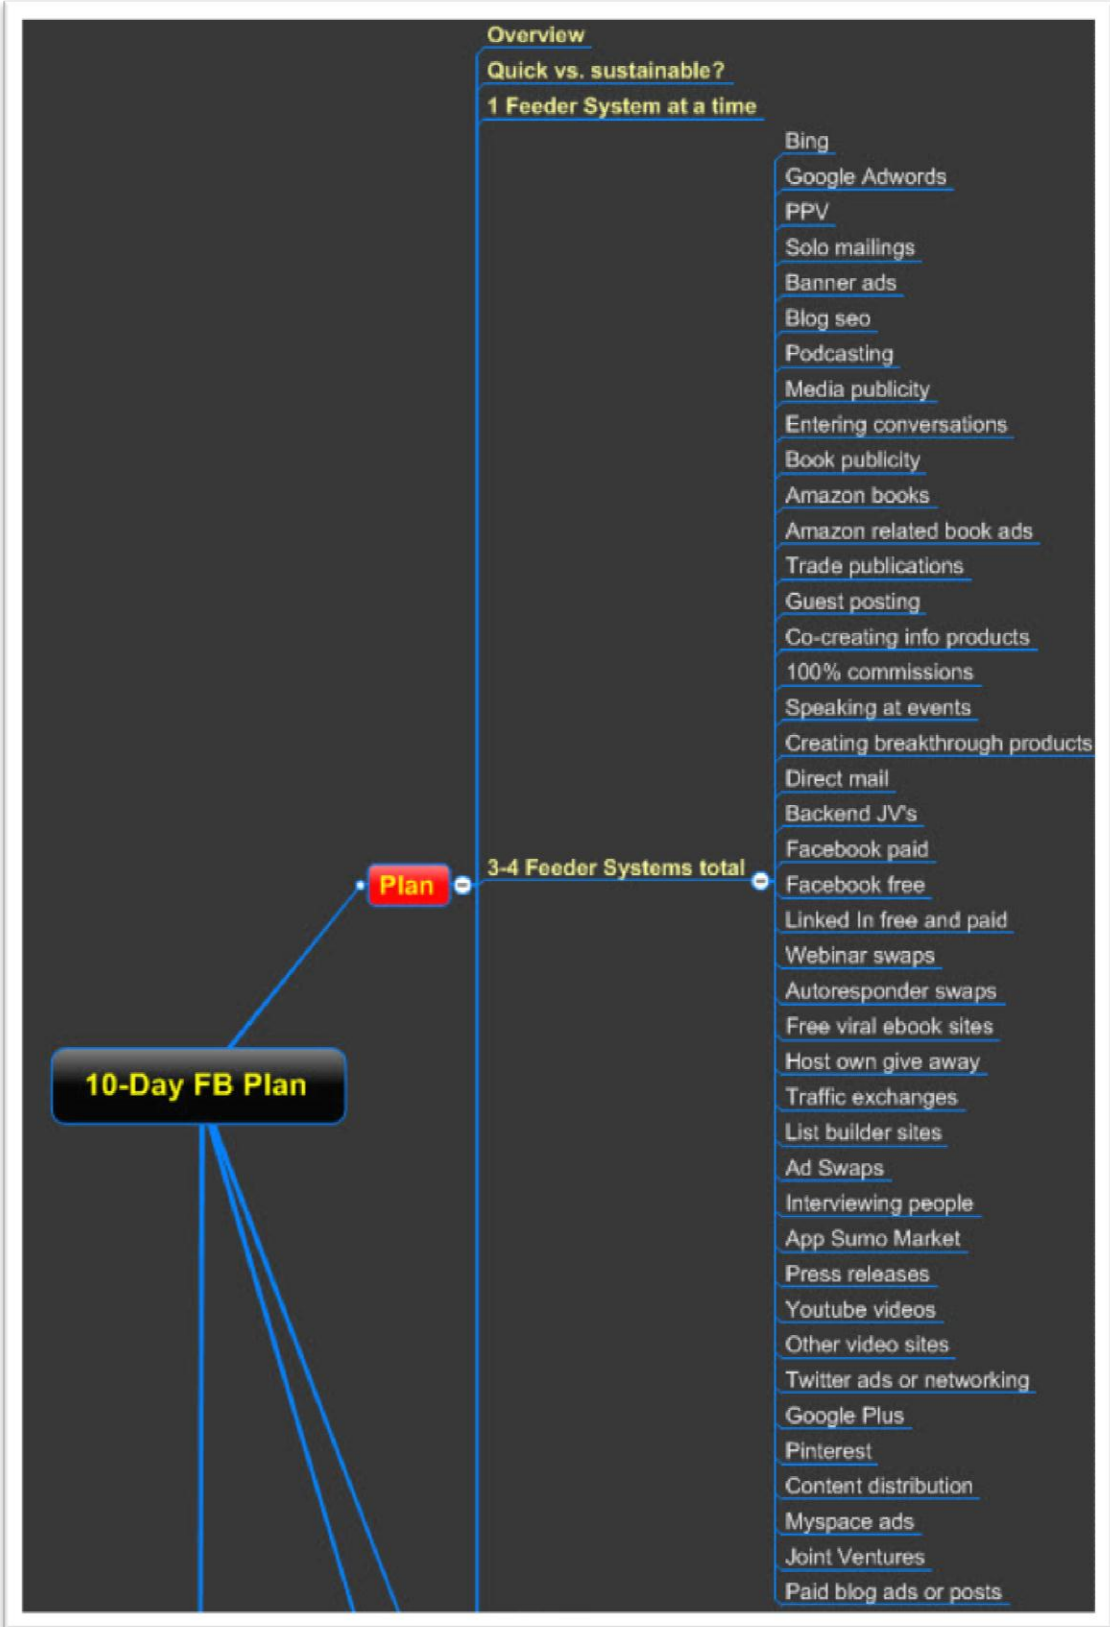 Overview
Quick vs. sustainable?
1 Feeder System at a time
3-4 Feeder Systems total
Bing
Google Adwords
PPV
Solo mailings
Banner ads
Blog seo
Podcasting
Media publicity
Entering conversations
Book publicity
Amazon books
Amazon related book ads
Trade publications
Guest posting
Co-creating info products
100% commissions
Speaking at events
Creating breakthrough products
Direct mail
Backend JV's
Facebook paid
Facebook free
Linked In free and paid
Webinar swaps
Autoresponder swaps
Free viral ebook sites
Host own give away
Traffic exchanges
List builder sites
Ad Swaps
Interviewing people
App Sumo Market
Press releases
Youtube videos
Other video sites
Twitter ads or networking
Google Plus
Pinterest
Content distribution
Myspace ads
Joint Ventures
Paid blog ads or posts
Plan
10-Day FB Plan